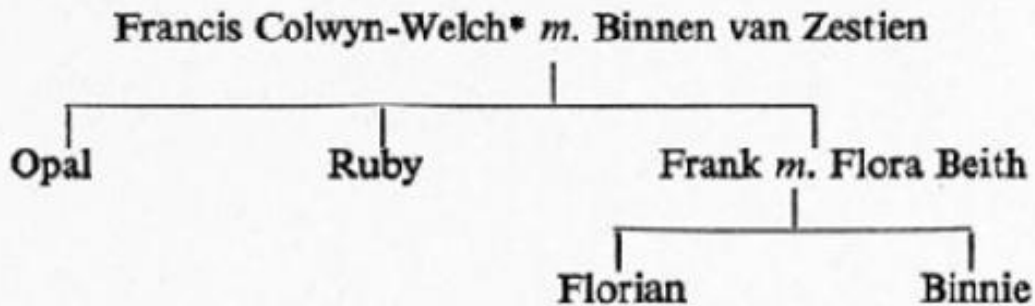 Francis Colwyn-Welch* m. Binnen van Zestien
Opal Ruby Frank m. Flora Beith
Florian Binnie